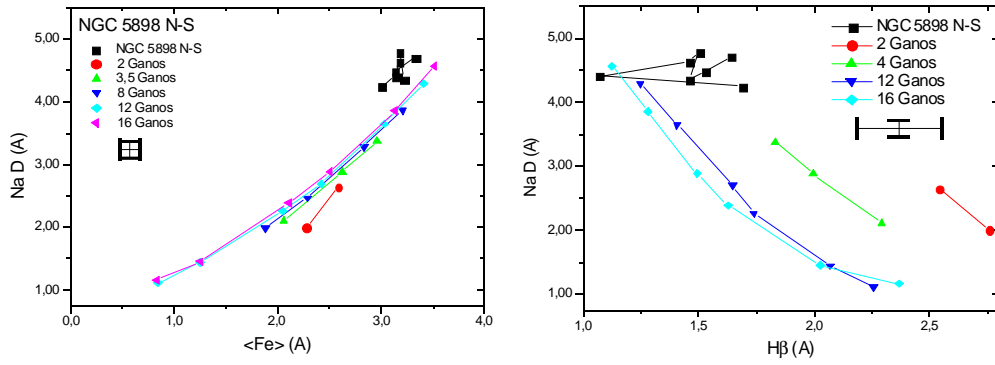 NGC 5898 N-S
NGC 5898 N-S
2 Ganos
3,5 Ganos
8 Ganos
12 Ganos
16 Ganos
5,00
4,00
3,00
2,00
1,00
Na D (A)
0,0
1,0
2,0
3,0
4,0
<Fe> (A)
NGC 5898 N-S
2 Ganos
4 Ganos
12 Ganos
16 Ganos
5,00
4,00
3,00
2,00
1,00
Na D (A)
1,0
1,5
2,0
2,5
Hβ (A)